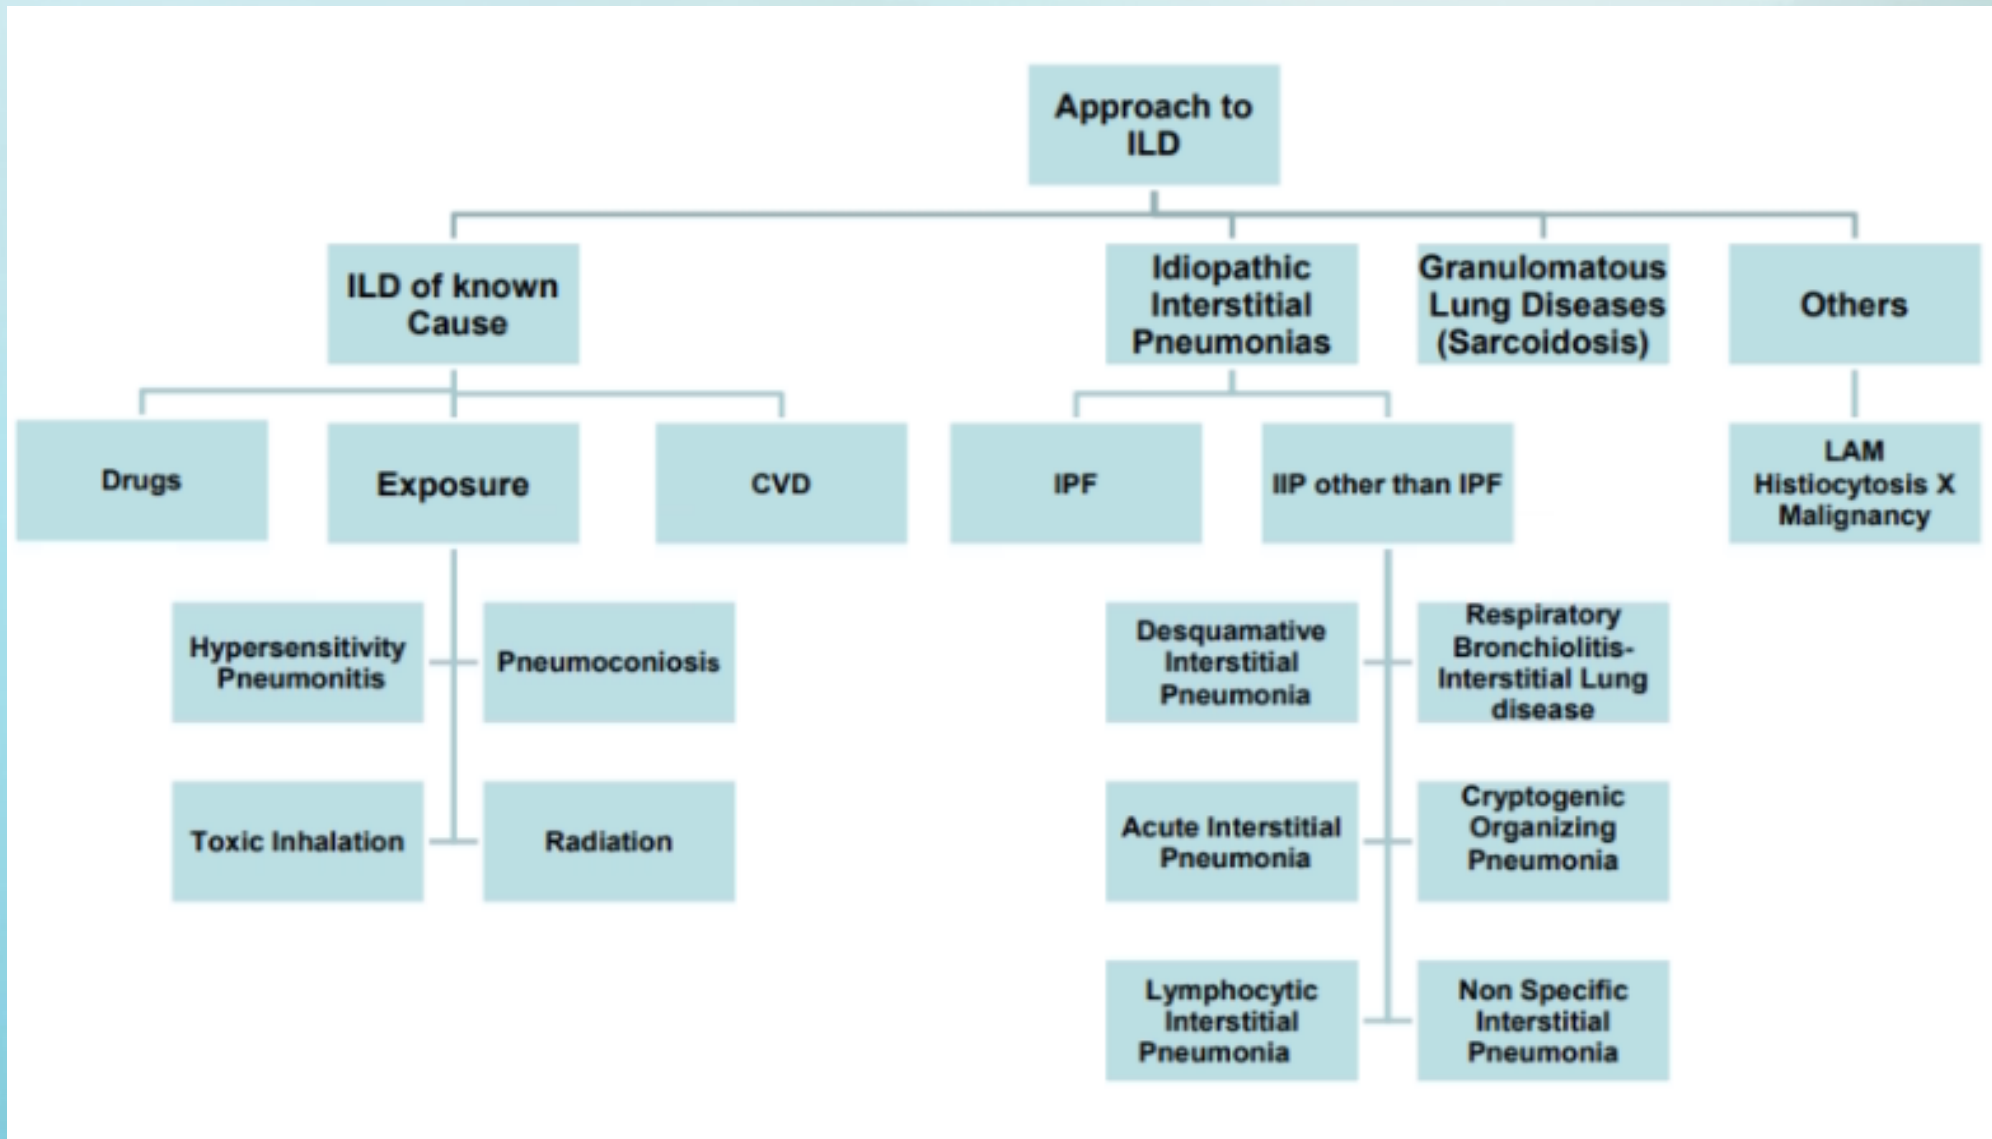 Approach to
ILD
ILD of known
Cause
Idiopathic
Interstitial
Pneumonias
Granulomatous
Lung Diseases
(Sarcoidosis)
Others
Drugs
Exposure
CVD
IPF
IIP other than IPF
LAM
Histiocytosis X
Malignancy
Hypersensitivity
Pneumonitis
Pneumoconiosis
Desquamative
Interstitial
Pneumonia
Respiratory
Bronchiolitis-
Interstitial Lung
disease
Toxic Inhalation
Radiation
Acute Interstitial
Pneumonia
Cryptogenic
Organizing
Pneumonia
Lymphocytic
Interstitial
Pneumonia
Non Specific
Interstitial
Pneumonia